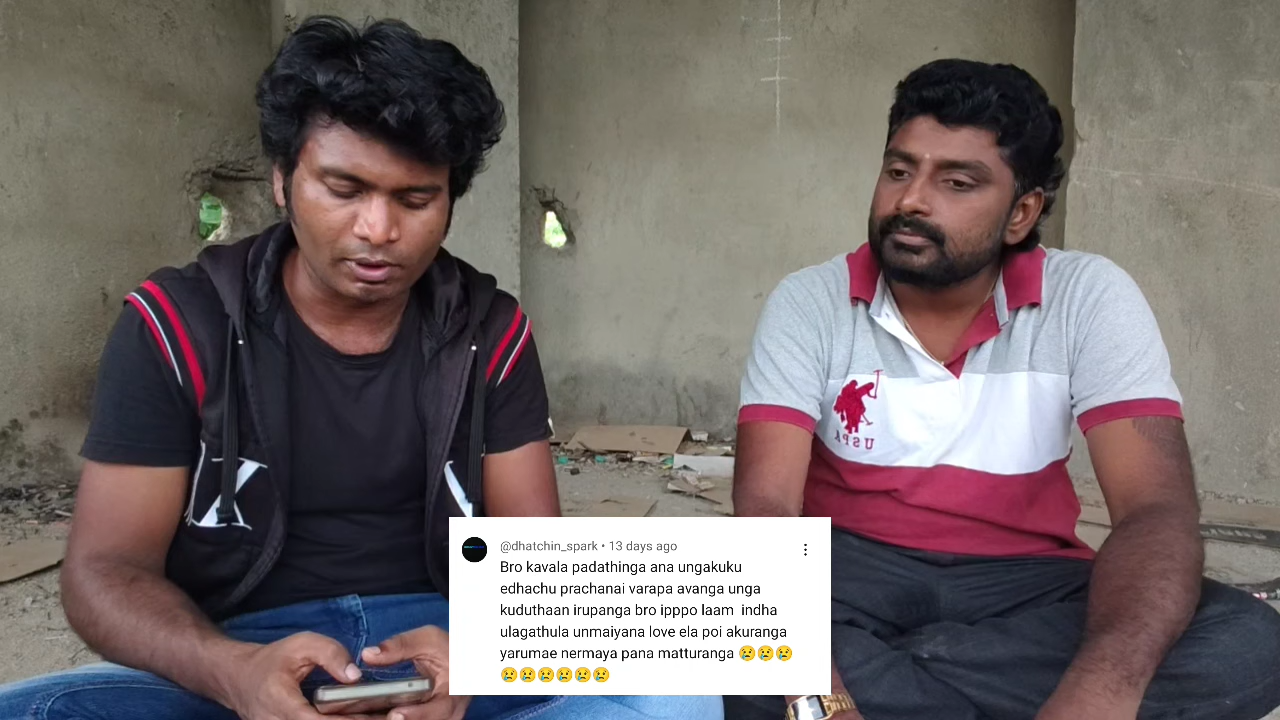 @dhatchin_spark • 13 days ago
Bro kavala padathinga ana ungakuku
edhachu prachanai varapa avanga unga
kuduthaan irupanga bro ipppo laam indha
ulagathula unmaiyana love ela poi akuranga
yarumae nermaya pana matturanga 😢😢😢
😢😢😢😢😢😢
USPA
X